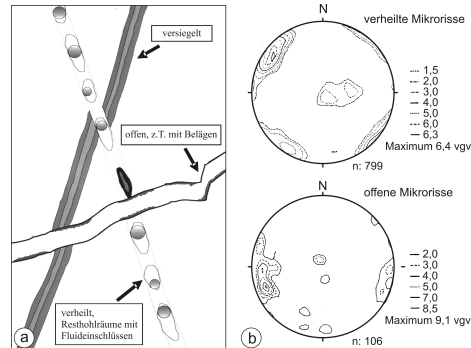 versiegelt
offen, z.T. mit Belägen
verheilt,
Resthohlräume mit
Fluideinschlüssen
a
N
verheilte Mikrorisse
1,5
2,0
3,0
4,0
5,0
6,0
6,3
Maximum 6,4 vgv
n: 799
N
offene Mikrorisse
2,0
3,0
4,0
5,0
7,0
8,5
Maximum 9,1 vgv
n: 106
b